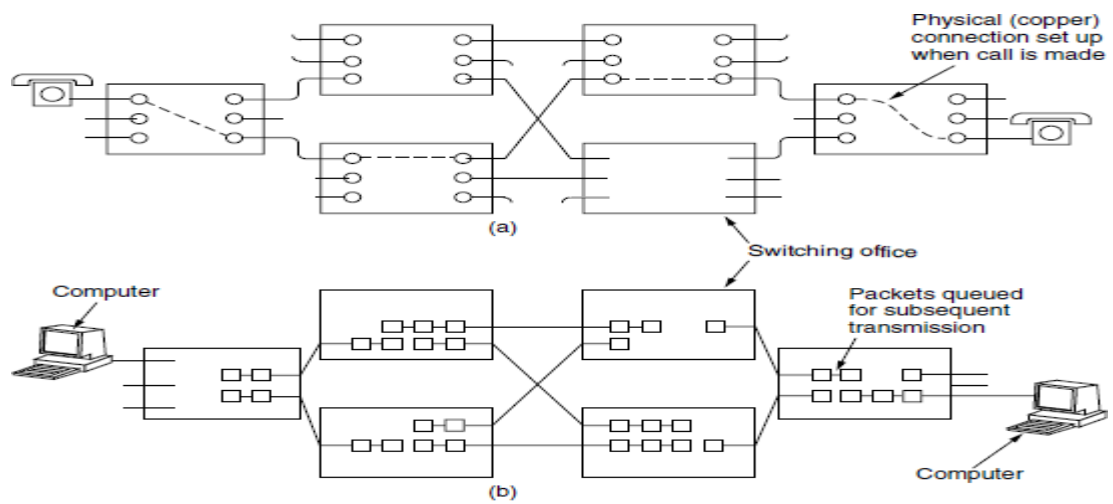 Physical (copper)
connection set up
when call is made
(a)
Switching office
Computer
Packets queued
for subsequent
transmission
Computer
(b)